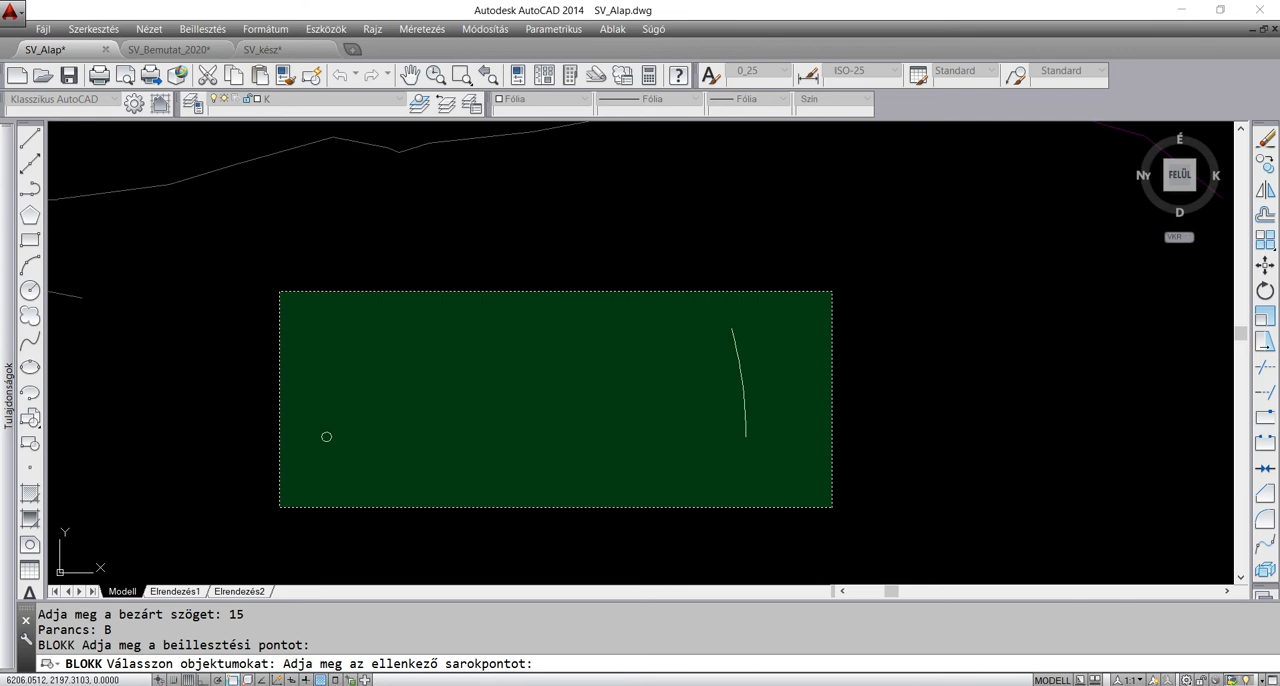 Autodesk AutoCAD 2014 SV_Alap.dwg
Fájl Szerkesztés Nézet Beillesztés Formátum Eszközök Rajz Méretezés Módosítás Parametrikus Ablak Súgó
SV_Alap* SV_Bemutat_2020* SV_kész*
0_25 ISO-25 Standard Standard
Klasszikus AutoCAD K Fólia Fólia Fólia Szín
É
Ny FELÜL K
D
VKR
Tulajdonságok
Y
X
Modell Elrendezés1 Elrendezés2
Adja meg a bezárt szöget: 15
Parancs: B
BLOKK Adja meg a beillesztési pontot:
BLOKK Válasszon objektumokat: Adja meg az ellenkező sarokpontot:
6206.0512, 2197.3103, 0.0000 MODELL 1:1